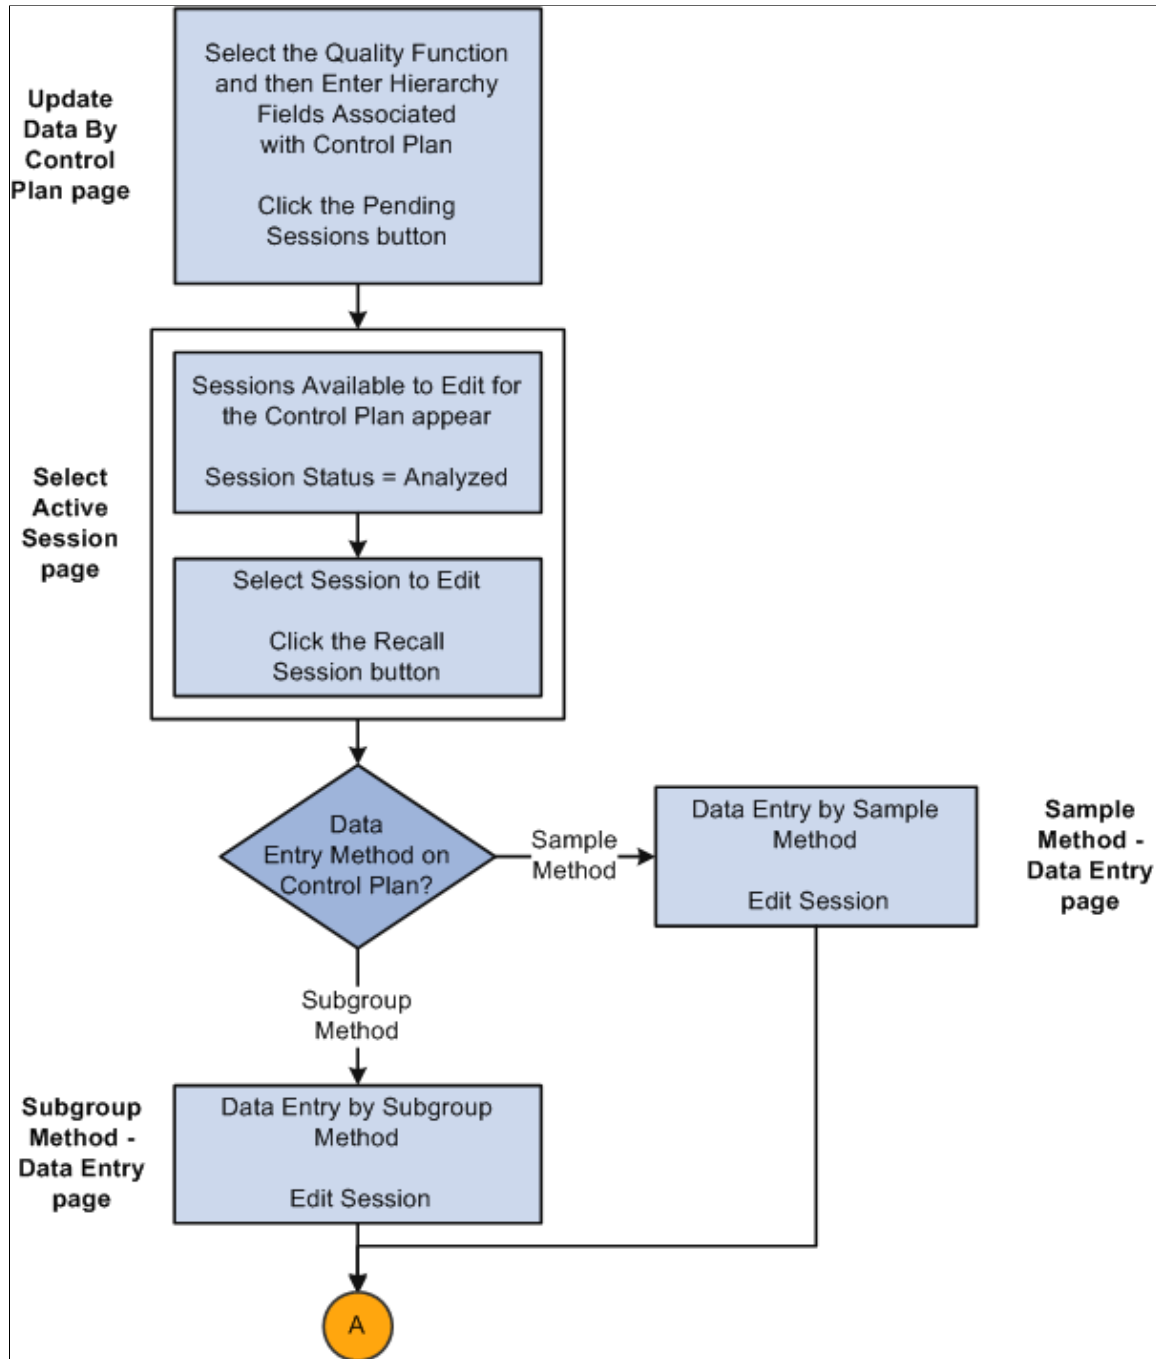 Update
Data By
Control
Plan page
Select the Quality Function
and then Enter Hierarchy
Fields Associated
with Control Plan
Click the Pending
Sessions button
Select
Active
Session
page
Sessions Available to Edit for
the Control Plan appear
Session Status = Analyzed
Select Session to Edit
Click the Recall
Session button
Data
Entry Method on
Control Plan?
Sample
Method
Data Entry by Sample
Method
Edit Session
Sample
Method -
Data Entry
page
Subgroup
Method
Subgroup
Method -
Data Entry
page
Data Entry by Subgroup
Method
Edit Session
A